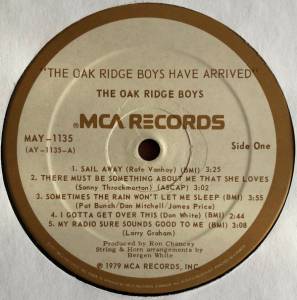 "THE OAK RIDGE BOYS HAVE ARRIVED"
THE OAK RIDGE BOYS
MCA RECORDS
MAY-1135
(AY-1135-A)
Side One
1. SAIL AWAY (Rafe Vanhoy) (BMI) 3:25
2. THERE MUST BE SOMETHING ABOUT ME THAT SHE LOVES
(Sonny Throckmorton) (ASCAP) 3:02
3. SOMETIMES THE RAIN WON'T LET ME SLEEP (BMI) 3:55
(Pat Bunch/Dan Mitchell/James Price)
4. I GOTTA GET OVER THIS (Dan White) (BMI) 2:44
5. MY RADIO SURE SOUNDS GOOD TO ME (BMI) 3:08
(Larry Graham)
Produced by Ron Chancey
String & Horn arrangements by
Bergen White
℗1979 MCA RECORDS, INC.